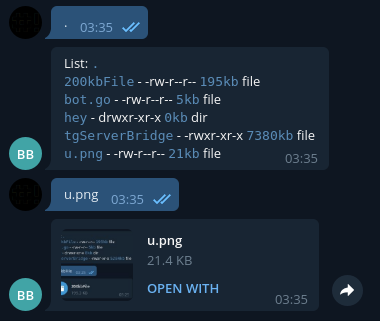 . 03:35
List: .
200kbFile - -rw-r--r-- 195kb file
bot.go - -rw-r--r-- 5kb file
hey - drwxr-xr-x 0kb dir
tgServerBridge - -rwxr-xr-x 7380kb file
u.png - -rw-r--r-- 21kb file
03:35
BB
u.png 03:35
u.png
21.4 KB
OPEN WITH
03:35
BB